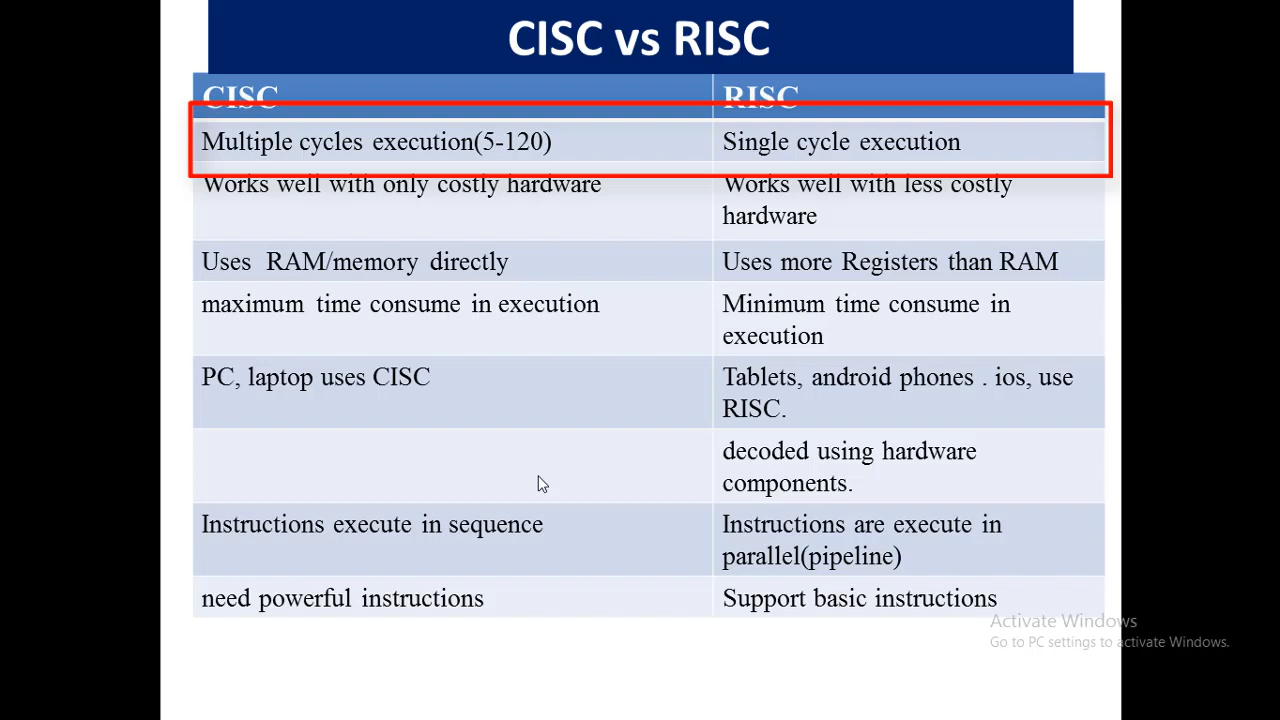 CISC vs RISC
CISC RISC
Multiple cycles execution(5-120) Single cycle execution
Works well with only costly hardware Works well with less costly
hardware
Uses RAM/memory directly Uses more Registers than RAM
maximum time consume in execution Minimum time consume in
execution
PC, laptop uses CISC Tablets, android phones . ios, use
RISC.
decoded using hardware
components.
Instructions execute in sequence Instructions are execute in
parallel(pipeline)
need powerful instructions Support basic instructions
Activate Windows
Go to PC settings to activate Windows.